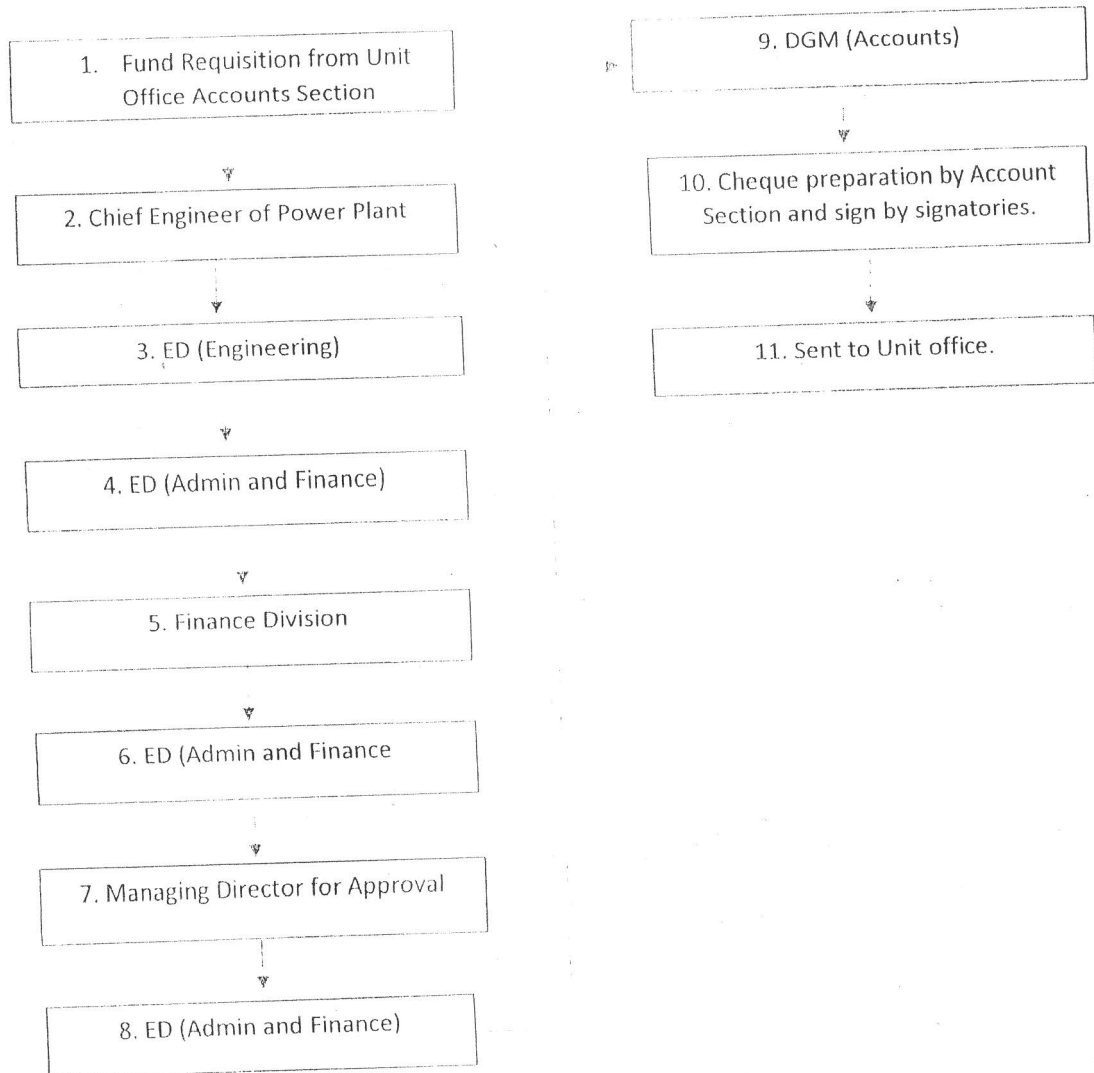 1. Fund Requisition from Unit
Office Accounts Section
2. Chief Engineer of Power Plant
3. ED (Engineering)
4. ED (Admin and Finance)
5. Finance Division
6. ED (Admin and Finance
7. Managing Director for Approval
8. ED (Admin and Finance)
9. DGM (Accounts)
10. Cheque preparation by Account
Section and sign by signatories.
11. Sent to Unit office.